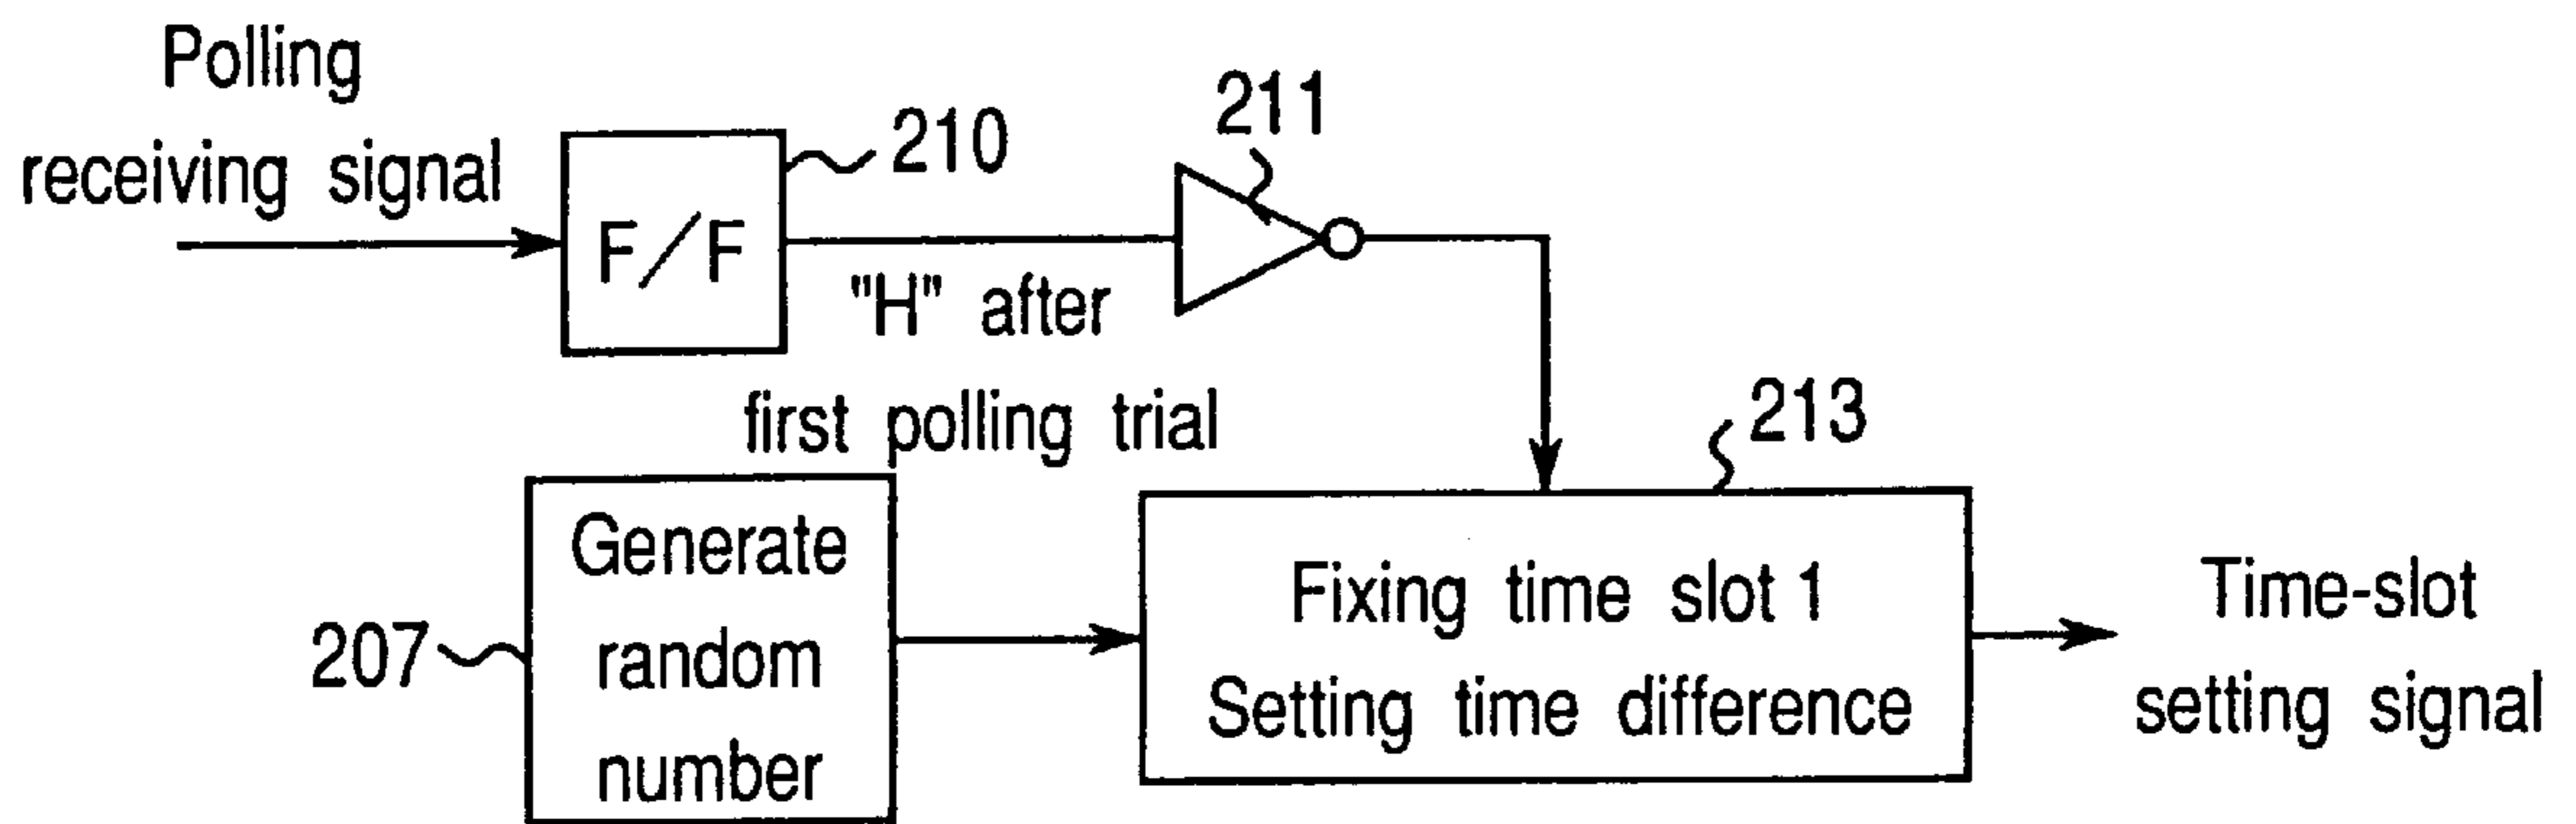 Polling
receiving signal
F/F
210
211
"H" after
first polling trial
213
Generate
random
number
207
Fixing time slot 1
Setting time difference
Time-slot
setting signal